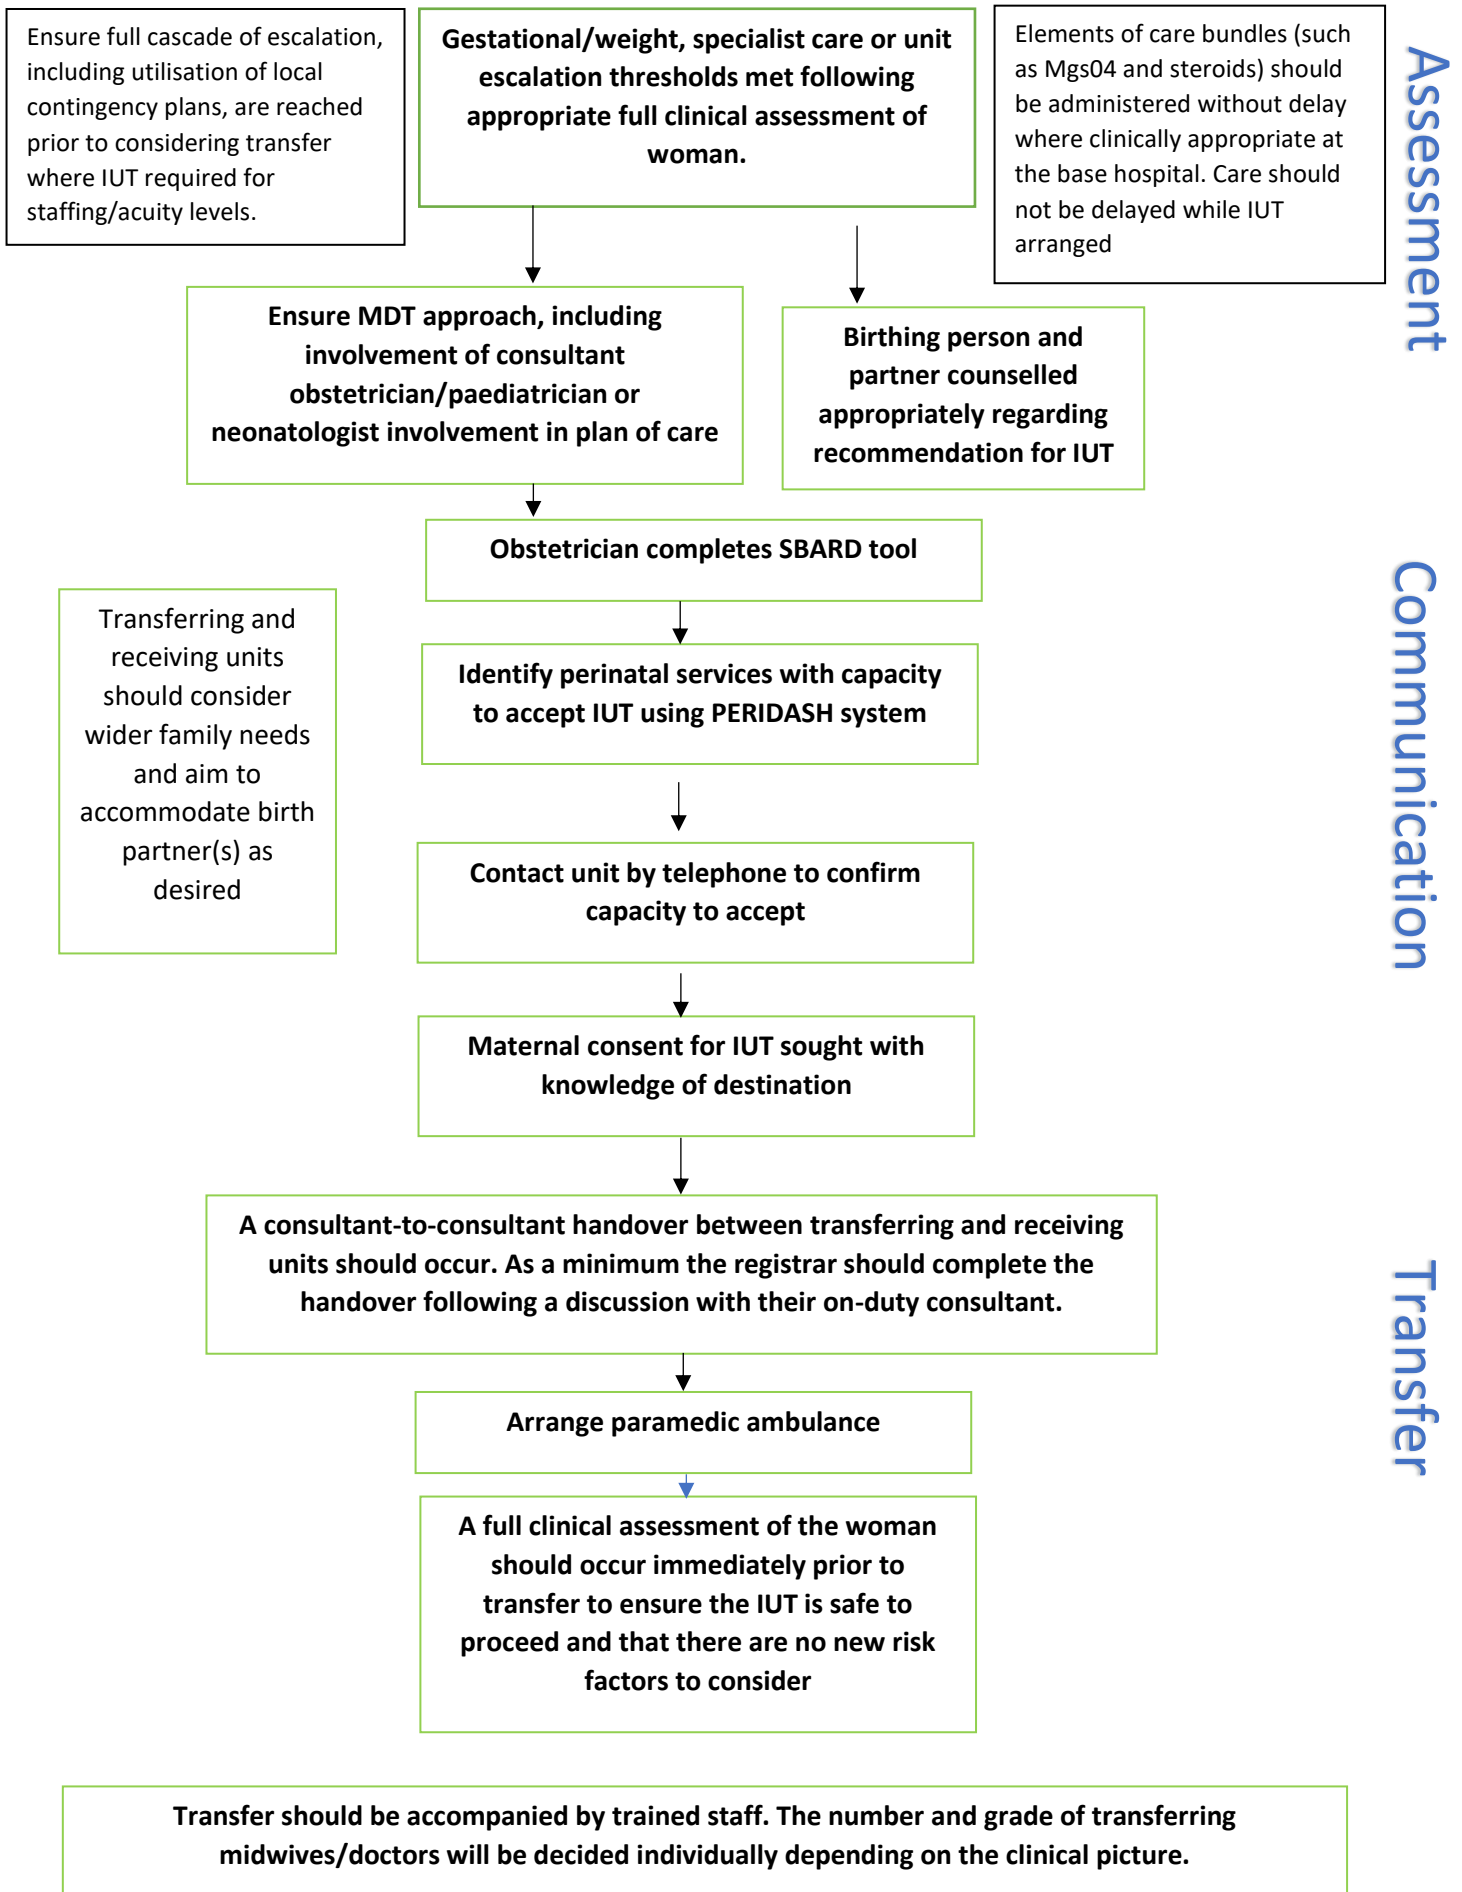 Ensure full cascade of escalation,
including utilisation of local
contingency plans, are reached
prior to considering transfer
where IUT required for
staffing/acuity levels.
Gestational/weight, specialist care or unit
escalation thresholds met following
appropriate full clinical assessment of
woman.
Elements of care bundles (such
as Mgs04 and steroids) should
be administered without delay
where clinically appropriate at
the base hospital. Care should
not be delayed while IUT
arranged
Assessment
Ensure MDT approach, including
involvement of consultant
obstetrician/paediatrician or
neonatologist involvement in plan of care
Birthing person and
partner counselled
appropriately regarding
recommendation for IUT
Obstetrician completes SBARD tool
Transferring and
receiving units
should consider
wider family needs
and aim to
accommodate birth
partner(s) as
desired
Identify perinatal services with capacity
to accept IUT using PERIDASH system
Communication
Contact unit by telephone to confirm
capacity to accept
Maternal consent for IUT sought with
knowledge of destination
A consultant-to-consultant handover between transferring and receiving
units should occur. As a minimum the registrar should complete the
handover following a discussion with their on-duty consultant.
Transfer
Arrange paramedic ambulance
A full clinical assessment of the woman
should occur immediately prior to
transfer to ensure the IUT is safe to
proceed and that there are no new risk
factors to consider
Transfer should be accompanied by trained staff. The number and grade of transferring
midwives/doctors will be decided individually depending on the clinical picture.